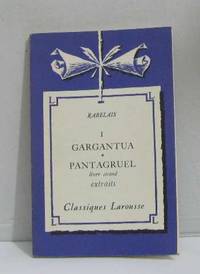 RABELAIS
I
GARGANTUA
PANTAGRUEL
livre second
extraits
Classiques Larousse